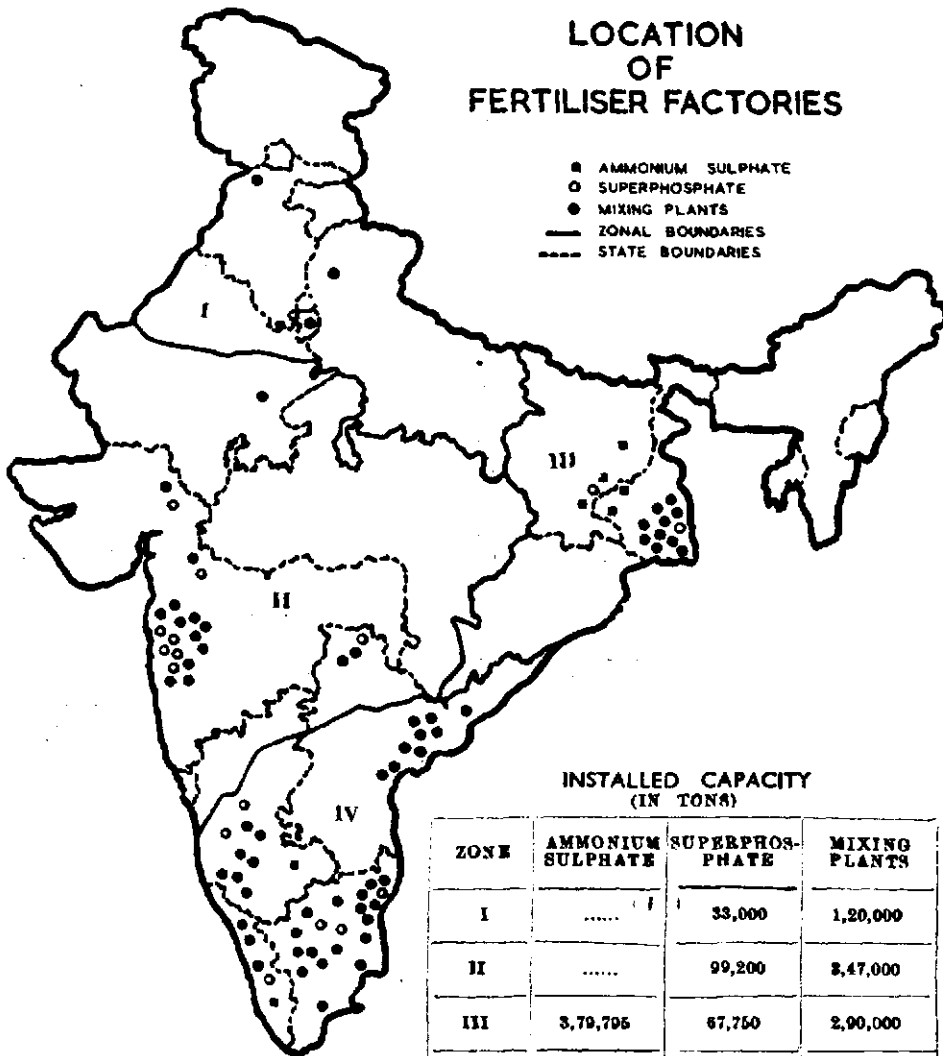 LOCATION
OF
FERTILISER FACTORIES
AMMONIUM SULPHATE
SUPERPHOSPHATE
MIXING PLANTS
ZONAL BOUNDARIES
STATE BOUNDARIES
I
III
II
IV
INSTALLED CAPACITY
(IN TONS)
ZONE AMMONIUM SULPHATE SUPERPHOS-PHATE MIXING PLANTS
I ...... 33,000 1,20,000
II ...... 99,200 3,47,000
III 3,79,795 67,750 2,90,000